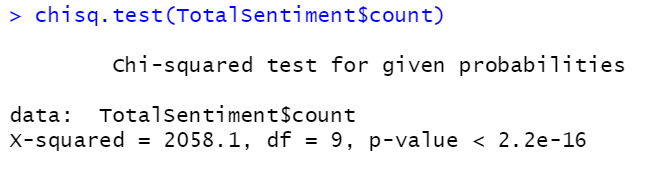 > chisq.test(TotalSentiment$count)
Chi-squared test for given probabilities
data:  TotalSentiment$count
X-squared = 2058.1, df = 9, p-value < 2.2e-16